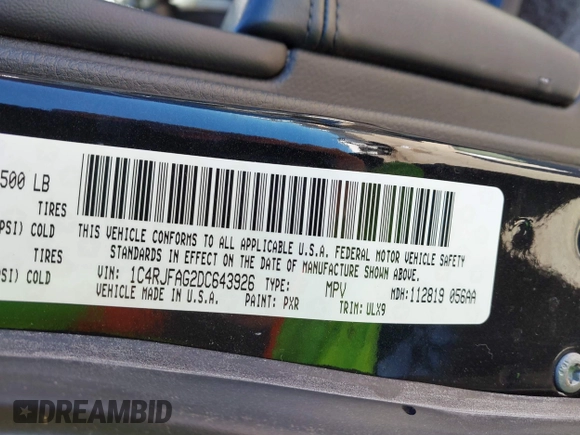 500 LB
TIRES
PSI) COLD
TIRES
PSI) COLD
THIS VEHICLE CONFORMS TO ALL APPLICABLE U.S.A. FEDERAL MOTOR VEHICLE SAFETY
STANDARDS IN EFFECT ON THE DATE OF MANUFACTURE SHOWN ABOVE.
VIN: 1C4RJFAG2DC643926 TYPE: MPV MDH: 112819 056AA
VEHICLE MADE IN U.S.A. PAINT: PXR TRIM: ULX9
DREAMBID